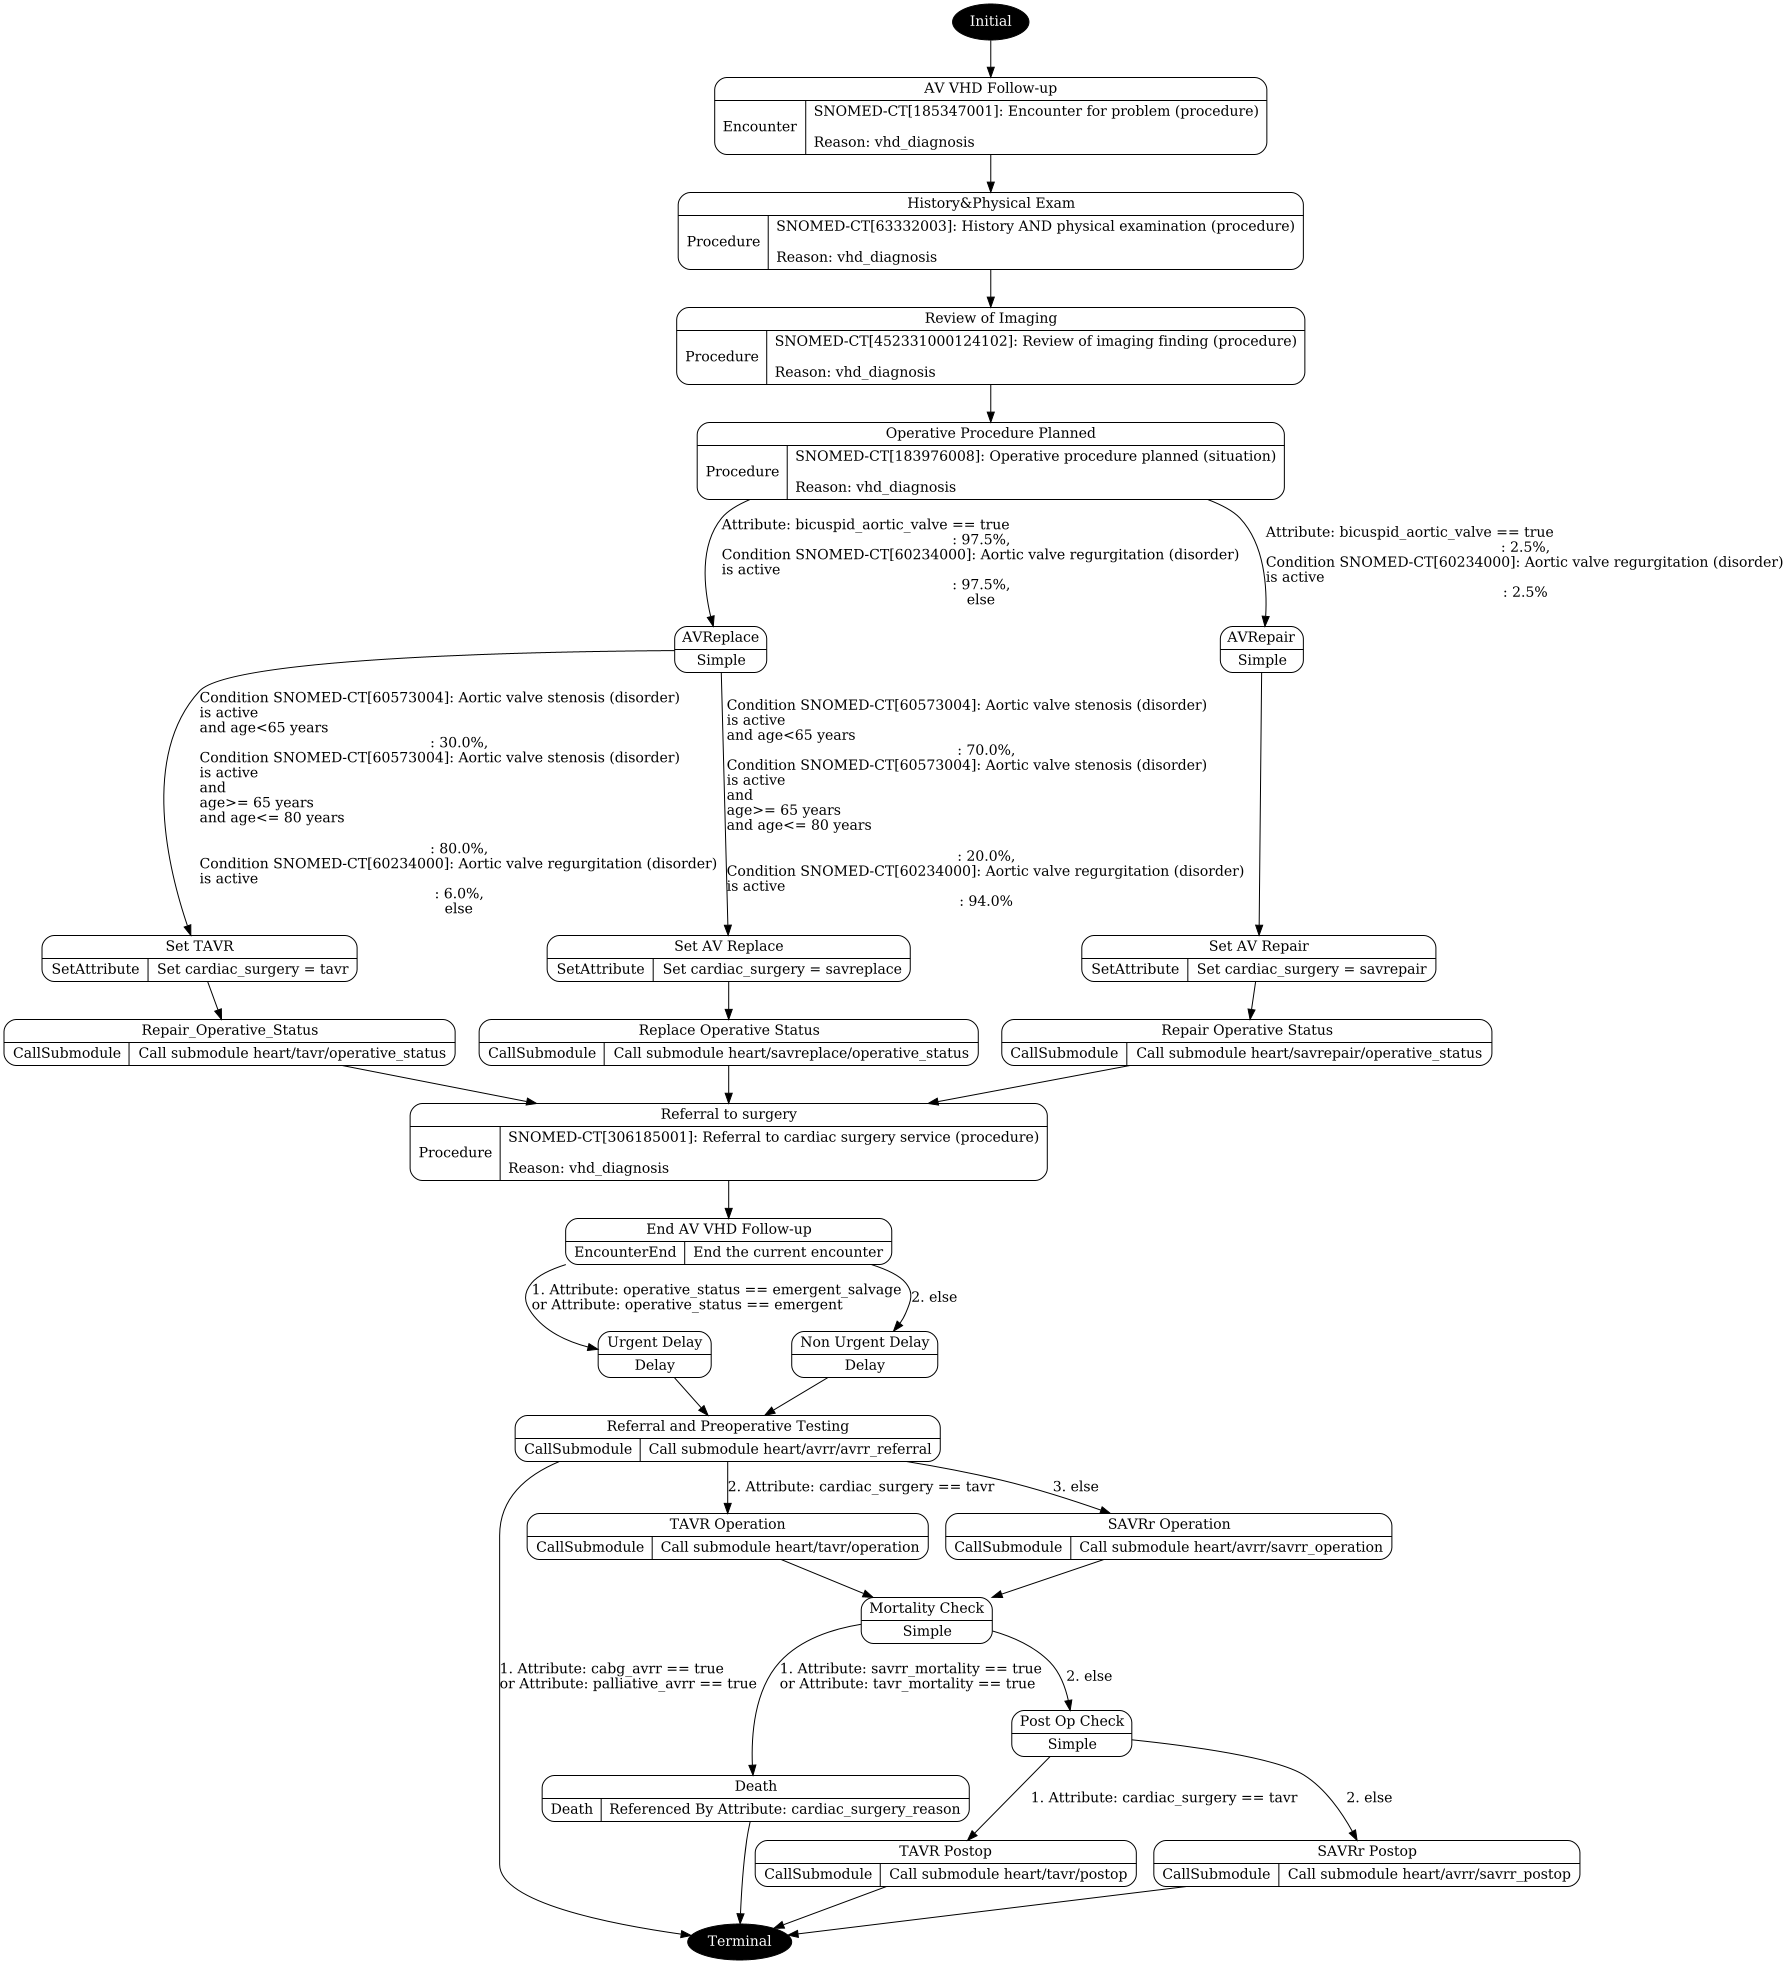 Initial
AV VHD Follow-up
Encounter
SNOMED-CT[185347001]: Encounter for problem (procedure)
Reason: vhd_diagnosis
History&Physical Exam
Procedure
SNOMED-CT[63332003]: History AND physical examination (procedure)
Reason: vhd_diagnosis
Review of Imaging
Procedure
SNOMED-CT[452331000124102]: Review of imaging finding (procedure)
Reason: vhd_diagnosis
Operative Procedure Planned
Procedure
SNOMED-CT[183976008]: Operative procedure planned (situation)
Reason: vhd_diagnosis
Attribute: bicuspid_aortic_valve == true
: 97.5%,
Condition SNOMED-CT[60234000]: Aortic valve regurgitation (disorder)
is active
: 97.5%,
else
Attribute: bicuspid_aortic_valve == true
: 2.5%,
Condition SNOMED-CT[60234000]: Aortic valve regurgitation (disorder)
is active
: 2.5%
AVReplace
Simple
AVRepair
Simple
Condition SNOMED-CT[60573004]: Aortic valve stenosis (disorder)
is active
and age<65 years
: 30.0%,
Condition SNOMED-CT[60573004]: Aortic valve stenosis (disorder)
is active
and
age>= 65 years
and age<= 80 years
: 80.0%,
Condition SNOMED-CT[60234000]: Aortic valve regurgitation (disorder)
is active
: 6.0%,
else
Condition SNOMED-CT[60573004]: Aortic valve stenosis (disorder)
is active
and age<65 years
: 70.0%,
Condition SNOMED-CT[60573004]: Aortic valve stenosis (disorder)
is active
and
age>= 65 years
and age<= 80 years
: 20.0%,
Condition SNOMED-CT[60234000]: Aortic valve regurgitation (disorder)
is active
: 94.0%
Set TAVR
SetAttribute
Set cardiac_surgery = tavr
Set AV Replace
SetAttribute
Set cardiac_surgery = savreplace
Set AV Repair
SetAttribute
Set cardiac_surgery = savrepair
Repair_Operative_Status
CallSubmodule
Call submodule heart/tavr/operative_status
Replace Operative Status
CallSubmodule
Call submodule heart/savreplace/operative_status
Repair Operative Status
CallSubmodule
Call submodule heart/savrepair/operative_status
Referral to surgery
Procedure
SNOMED-CT[306185001]: Referral to cardiac surgery service (procedure)
Reason: vhd_diagnosis
End AV VHD Follow-up
EncounterEnd
End the current encounter
1. Attribute: operative_status == emergent_salvage
or Attribute: operative_status == emergent
2. else
Urgent Delay
Delay
Non Urgent Delay
Delay
Referral and Preoperative Testing
CallSubmodule
Call submodule heart/avrr/avrr_referral
2. Attribute: cardiac_surgery == tavr
3. else
TAVR Operation
CallSubmodule
Call submodule heart/tavr/operation
SAVRr Operation
CallSubmodule
Call submodule heart/avrr/savrr_operation
Mortality Check
Simple
1. Attribute: cabg_avrr == true
or Attribute: palliative_avrr == true
1. Attribute: savrr_mortality == true
or Attribute: tavr_mortality == true
2. else
Post Op Check
Simple
Death
Death
Referenced By Attribute: cardiac_surgery_reason
1. Attribute: cardiac_surgery == tavr
2. else
TAVR Postop
CallSubmodule
Call submodule heart/tavr/postop
SAVRr Postop
CallSubmodule
Call submodule heart/avrr/savrr_postop
Terminal